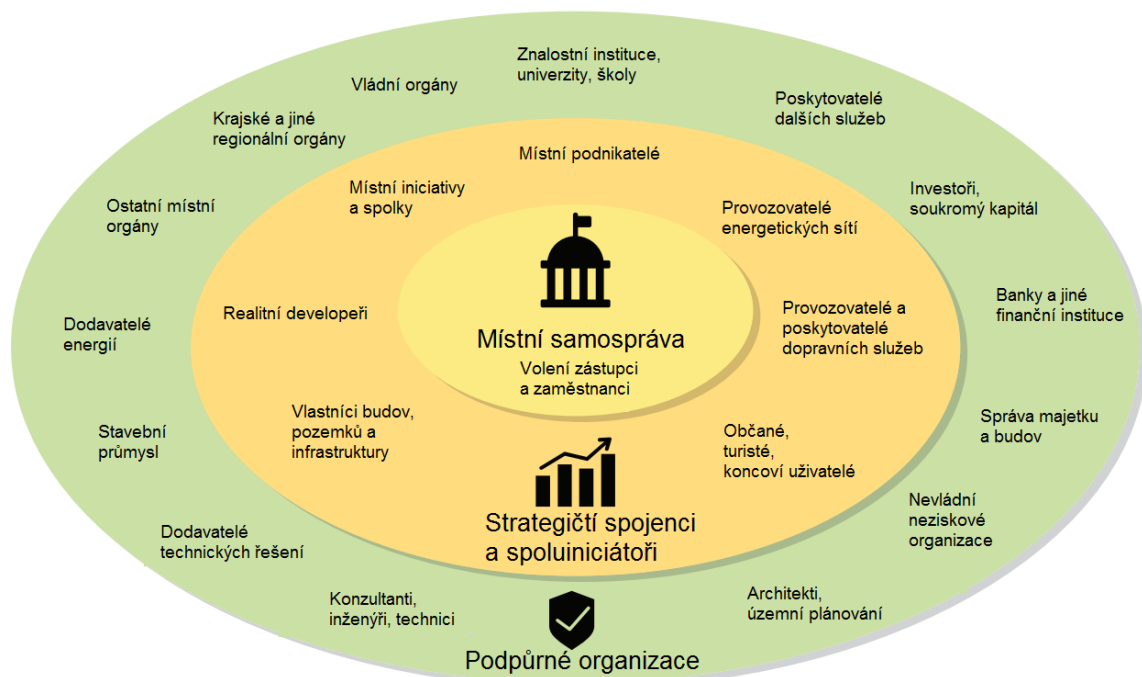 Znalostní instituce,
univerzity, školy
Vládní orgány
Poskytovatelé
dalších služeb
Krajské a jiné
regionální orgány
Místní podnikatelé
Místní iniciativy
a spolky
Investoři,
soukromý kapitál
Ostatní místní
orgány
Provozovatelé
energetických sítí
Realitní developeři
Banky a jiné
finanční instituce
Dodavatelé
energií
Provozovatelé a
poskytovatelé
dopravních služeb
Místní samospráva
Volení zástupci
a zaměstnanci
Vlastníci budov,
pozemků a
infrastruktury
Správa majetku
a budov
Stavební
průmysl
Občané,
turisté,
koncoví uživatelé
Nevládní
neziskové
organizace
Strategičtí spojenci
a spoluiniciátoři
Dodavatelé
technických řešení
Architekti,
územní plánování
Konzultanti,
inženýři, technici
Podpůrné organizace